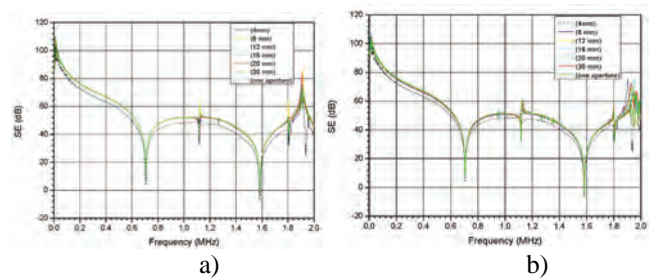 120
100
80
60
40
20
0
-20
SE (dB)
0.0 0.2 0.4 0.6 0.8 1.0 1.2 1.4 1.6 1.8 2.0
Frequency (MHz)
(4mm)
(8 mm)
(12 mm)
(16 mm)
(20 mm)
(30 mm)
(one aperture)
a)
120
100
80
60
40
20
0
-20
SE (dB)
0.0 0.2 0.4 0.6 0.8 1.0 1.2 1.4 1.6 1.8 2.0
Frequency (MHz)
(4mm)
(8 mm)
(12 mm)
(16 mm)
(20 mm)
(30 mm)
(one aperture)
b)